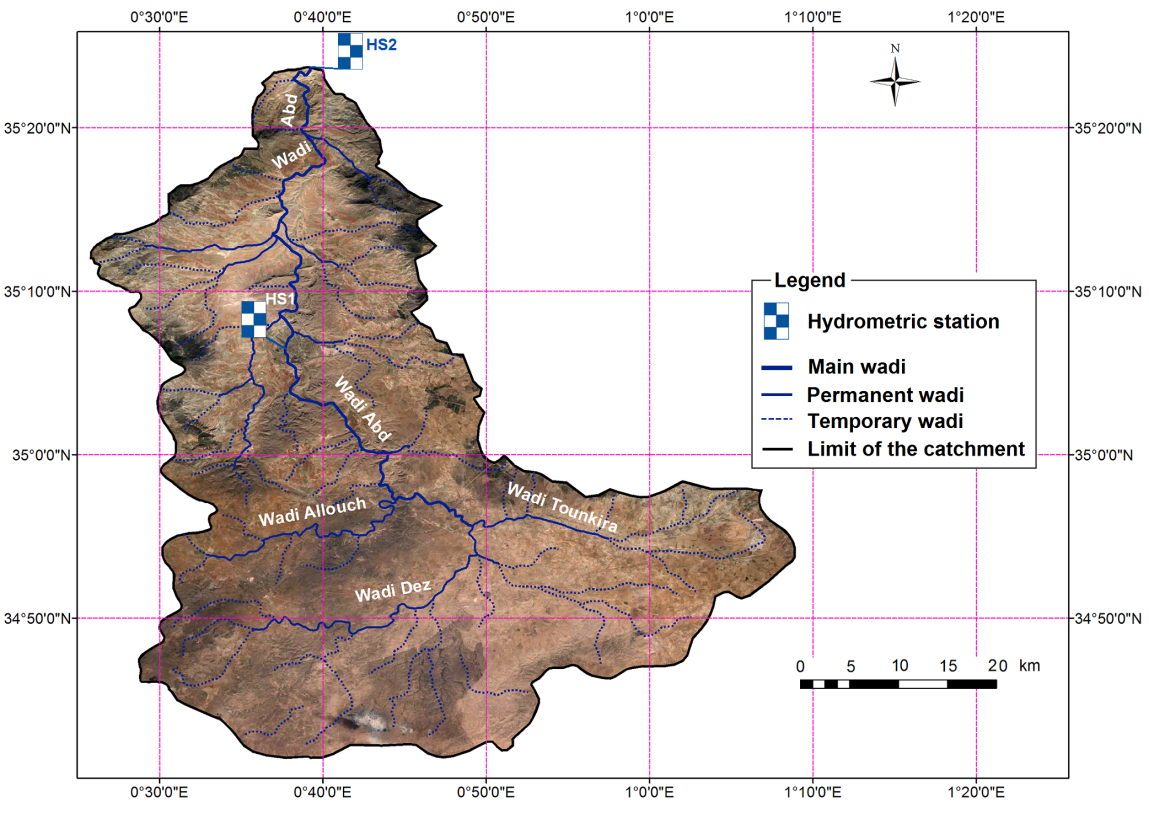 0°30'0"E 0°40'0"E 0°50'0"E 1°0'0"E 1°10'0"E 1°20'0"E
HS2
N
Abd
35°20'0"N 35°20'0"N
Wadi
35°10'0"N 35°10'0"N
HS1
Legend
Hydrometric station
Main wadi
Permanent wadi
Temporary wadi
Limit of the catchment
Wadi Abd
35°0'0"N 35°0'0"N
Wadi Tounkira
Wadi Allouch
Wadi Dez
34°50'0"N 34°50'0"N
0 5 10 15 20 km
0°30'0"E 0°40'0"E 0°50'0"E 1°0'0"E 1°10'0"E 1°20'0"E